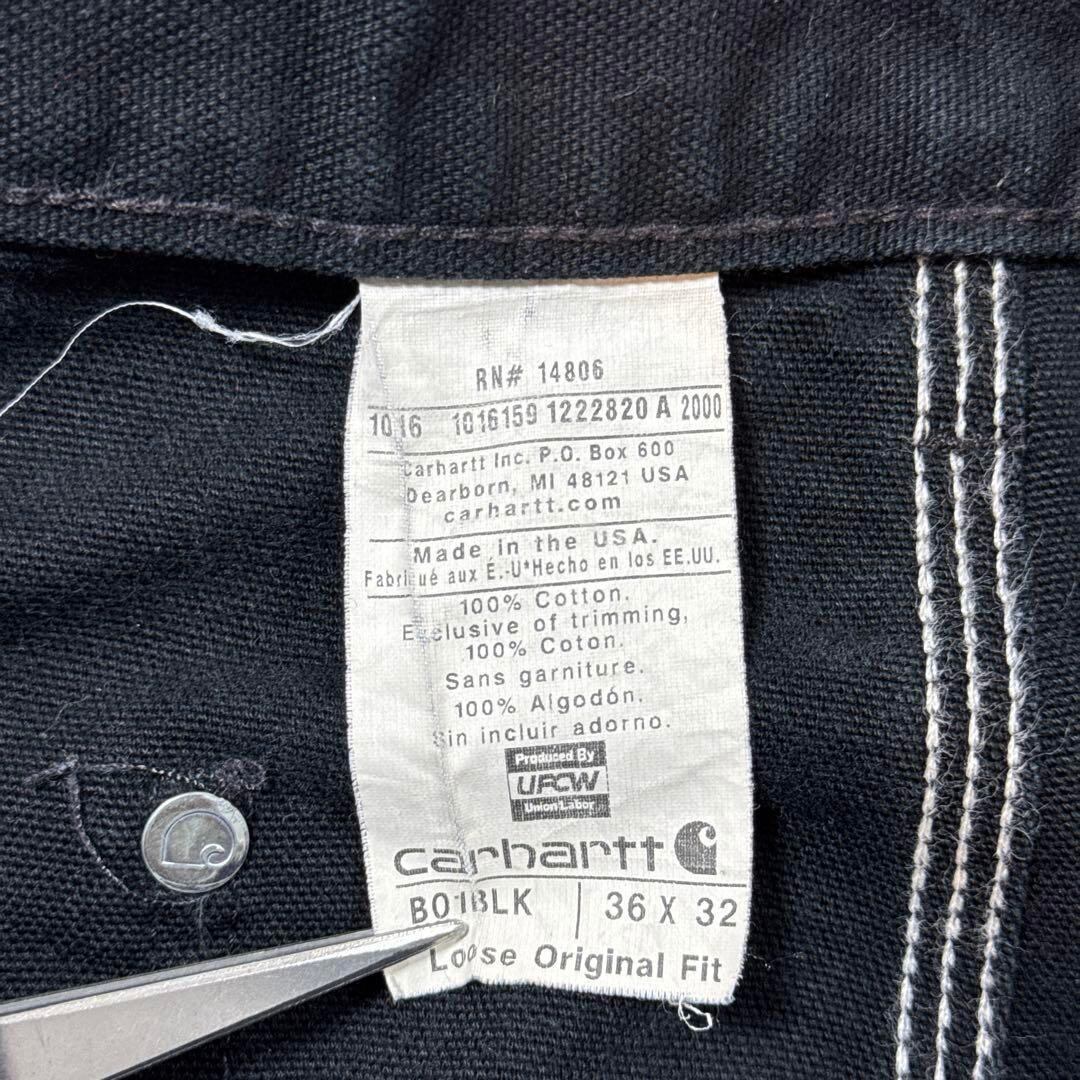 RN# 14806
1016 1016159 1222820 A 2000
Carhartt Inc. P.O. Box 600
Dearborn, MI 48121 USA
carhartt.com
Made in the USA.
Fabriqué aux É.-U*Hecho en los EE.UU.
100% Cotton.
Exclusive of trimming,
100% Coton.
Sans garniture.
100% Algodón.
Sin incluir adorno.
Produced By
UFCW
Union Labor
carhartt
B01BLK | 36 X 32
Loose Original Fit